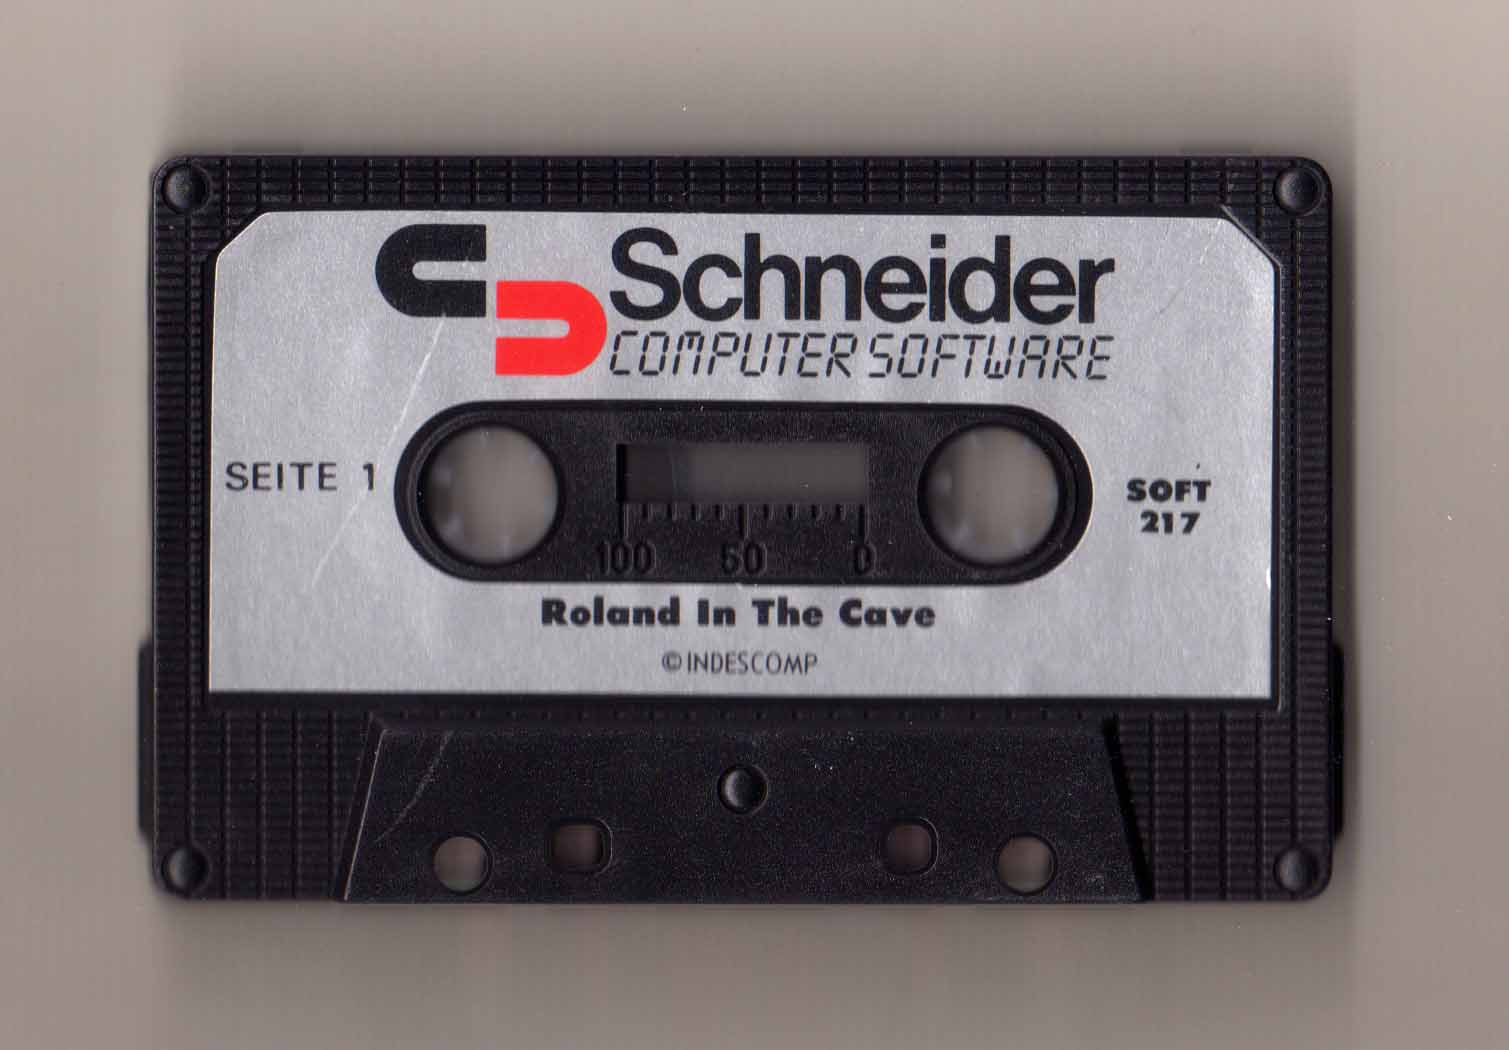 Schneider
COMPUTER SOFTWARE
SEITE 1
SOFT
217
100 50 0
Roland In The Cave
©INDESCOMP